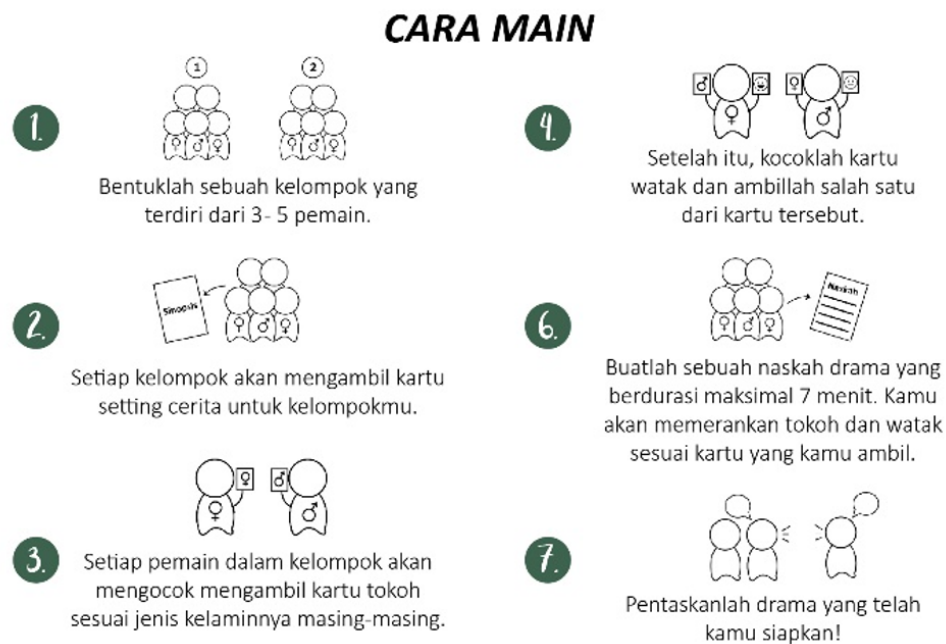 CARA MAIN
1.
1
2
Bentuklah sebuah kelompok yang
terdiri dari 3- 5 pemain.
2.
Sinopsis
Setiap kelompok akan mengambil kartu
setting cerita untuk kelompokmu.
3.
Setiap pemain dalam kelompok akan
mengocok mengambil kartu tokoh
sesuai jenis kelaminnya masing-masing.
4.
Setelah itu, kocoklah kartu
watak dan ambillah salah satu
dari kartu tersebut.
6.
Naskah
Buatlah sebuah naskah drama yang
berdurasi maksimal 7 menit. Kamu
akan memerankan tokoh dan watak
sesuai kartu yang kamu ambil.
7.
Pentaskanlah drama yang telah
kamu siapkan!